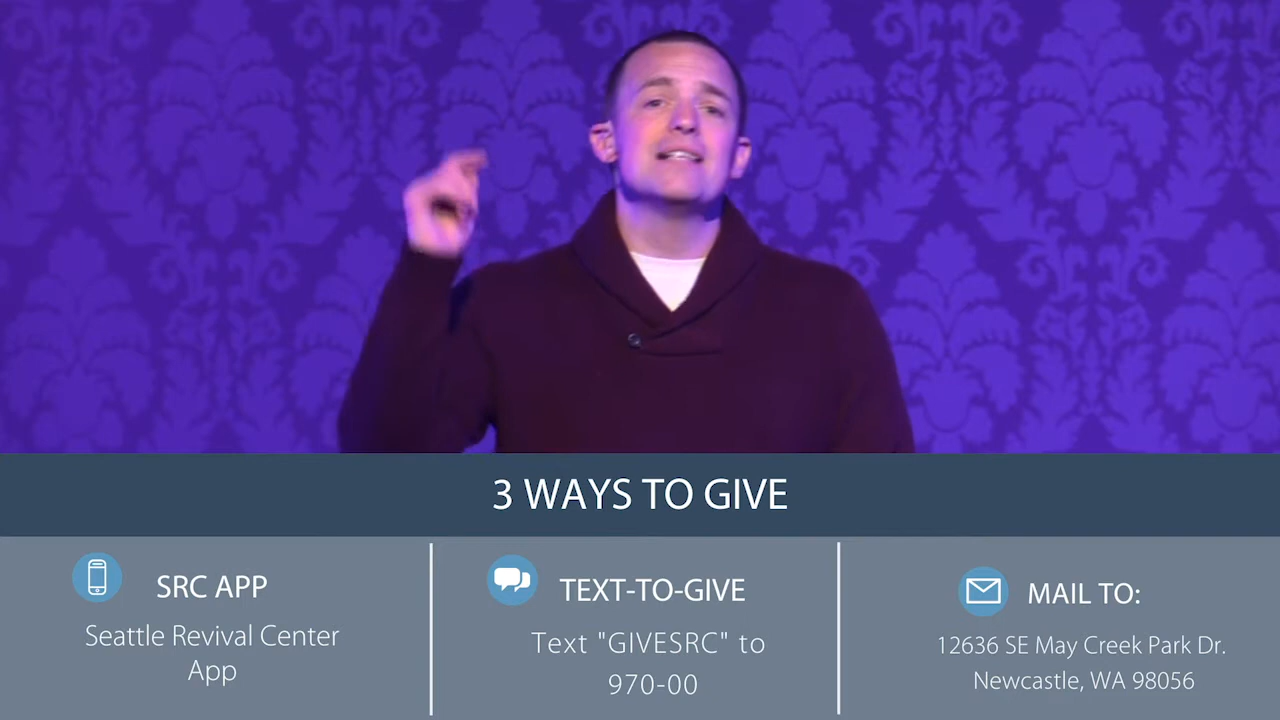 3 WAYS TO GIVE
SRC APP
Seattle Revival Center
App
TEXT-TO-GIVE
Text "GIVESRC" to
970-00
MAIL TO:
12636 SE May Creek Park Dr.
Newcastle, WA 98056